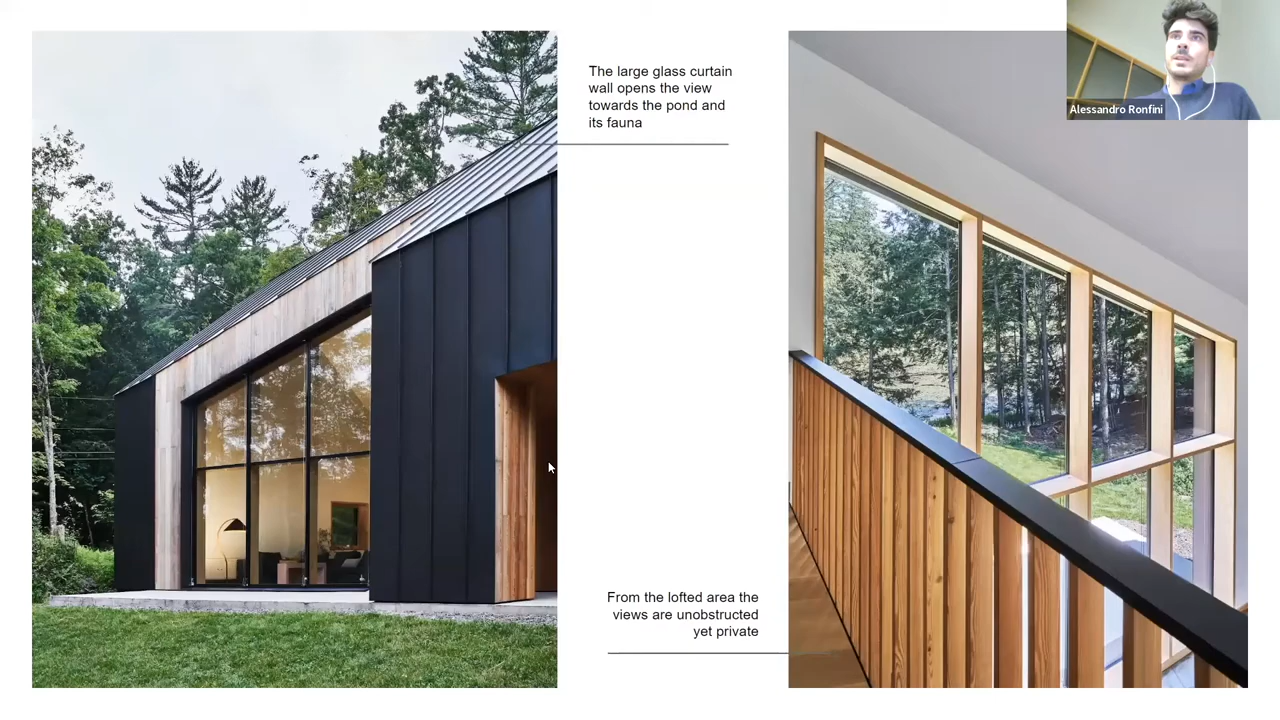 The large glass curtain
wall opens the view
towards the pond and
its fauna
Alessandro Ronfini
From the lofted area the
views are unobstructed
yet private